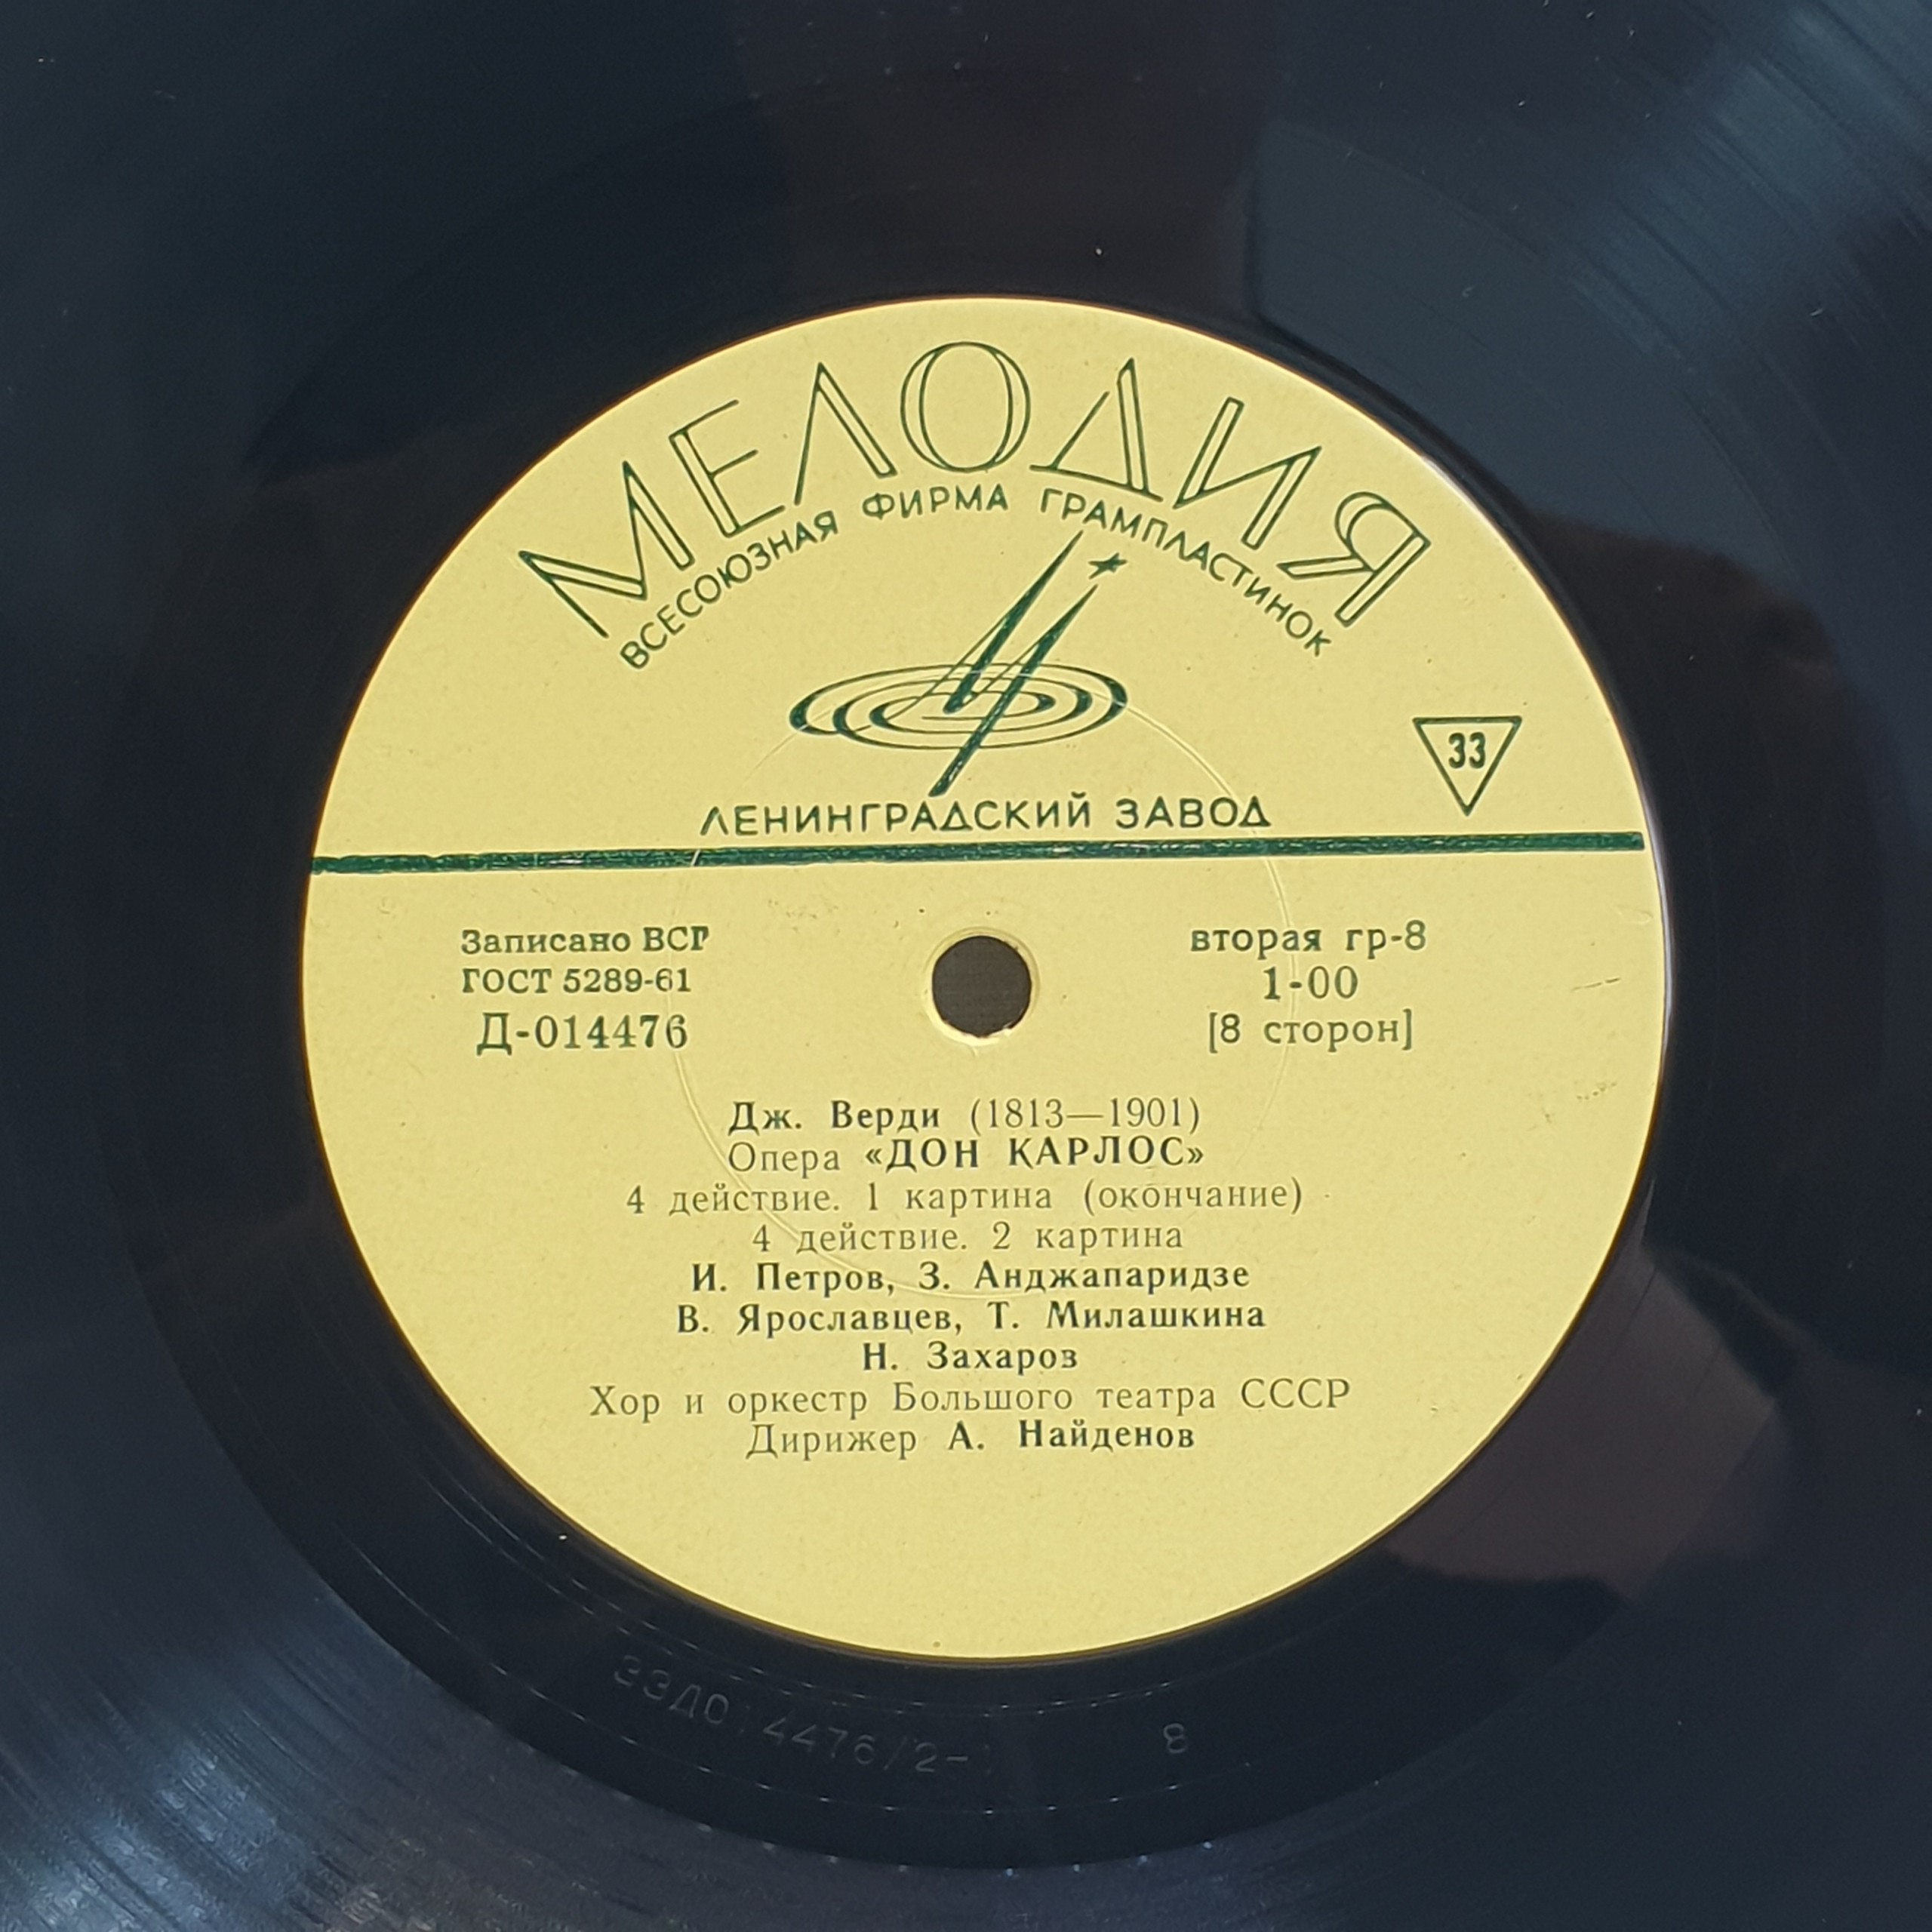 МЕЛОДИЯ
ВСЕСОЮЗНАЯ ФИРМА ГРАМПЛАСТИНОК
33
ЛЕНИНГРАДСКИЙ ЗАВОД
Записано ВСГ
ГОСТ 5289-61
Д-014476
вторая гр-8
1-00
[8 сторон]
Дж. Верди (1813—1901)
Опера «ДОН КАРЛОС»
4 действие. 1 картина (окончание)
4 действие. 2 картина
И. Петров, З. Анджапаридзе
В. Ярославцев, Т. Милашкина
Н. Захаров
Хор и оркестр Большого театра СССР
Дирижер А. Найденов
33Д014476/2- 8